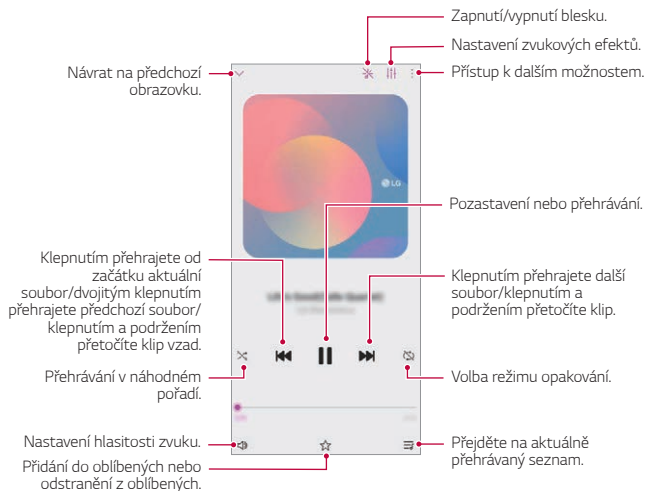 Zapnutí/vypnutí blesku.
Nastavení zvukových efektů.
Návrat na předchozí
obrazovku.
Přístup k dalším možnostem.
LG
Pozastavení nebo přehrávání.
Klepnutím přehrajete od
začátku aktuální
soubor/dvojitým klepnutím
přehrajete předchozí soubor/
klepnutím a podržením
přetočíte klip vzad.
Klepnutím přehrajete další
soubor/klepnutím a
podržením přetočíte klip.
Přehrávání v náhodném
pořadí.
Volba režimu opakování.
Nastavení hlasitosti zvuku.
Přejděte na aktuálně
přehrávaný seznam.
Přidání do oblíbených nebo
odstranění z oblíbených.